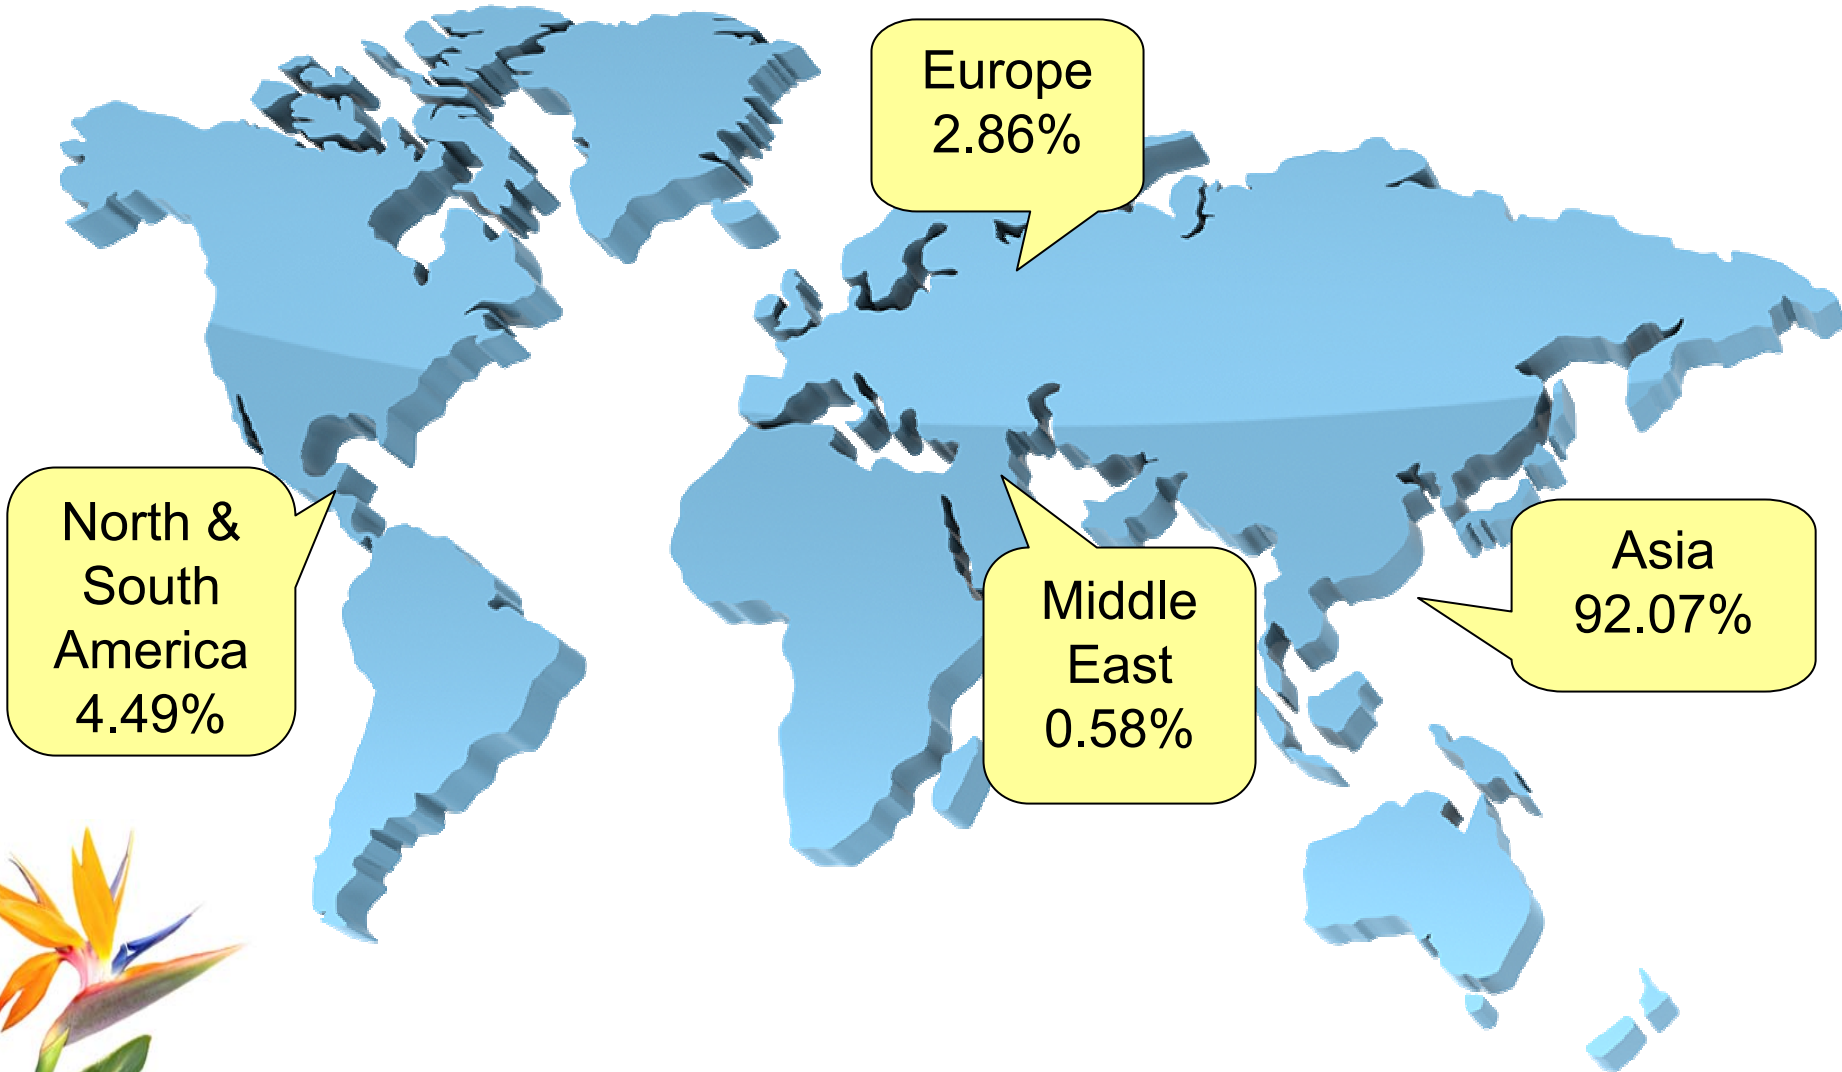 Europe
2.86%
North &
South
America
4.49%
Middle
East
0.58%
Asia
92.07%